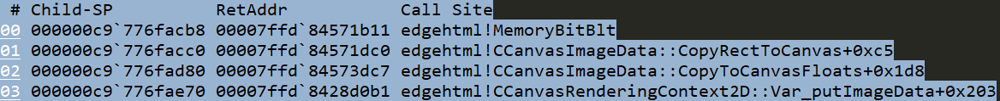 # Child-SP RetAddr Call Site
00 000000c9`776facb8 00007ffd`84571b11 edgehtml!MemoryBitBlt
01 000000c9`776facc0 00007ffd`84571dc0 edgehtml!CCanvasImageData::CopyRectToCanvas+0xc5
02 000000c9`776fad80 00007ffd`84573dc7 edgehtml!CCanvasImageData::CopyToCanvasFloats+0x1d8
03 000000c9`776fae70 00007ffd`8428d0b1 edgehtml!CCanvasRenderingContext2D::Var_putImageData+0x203